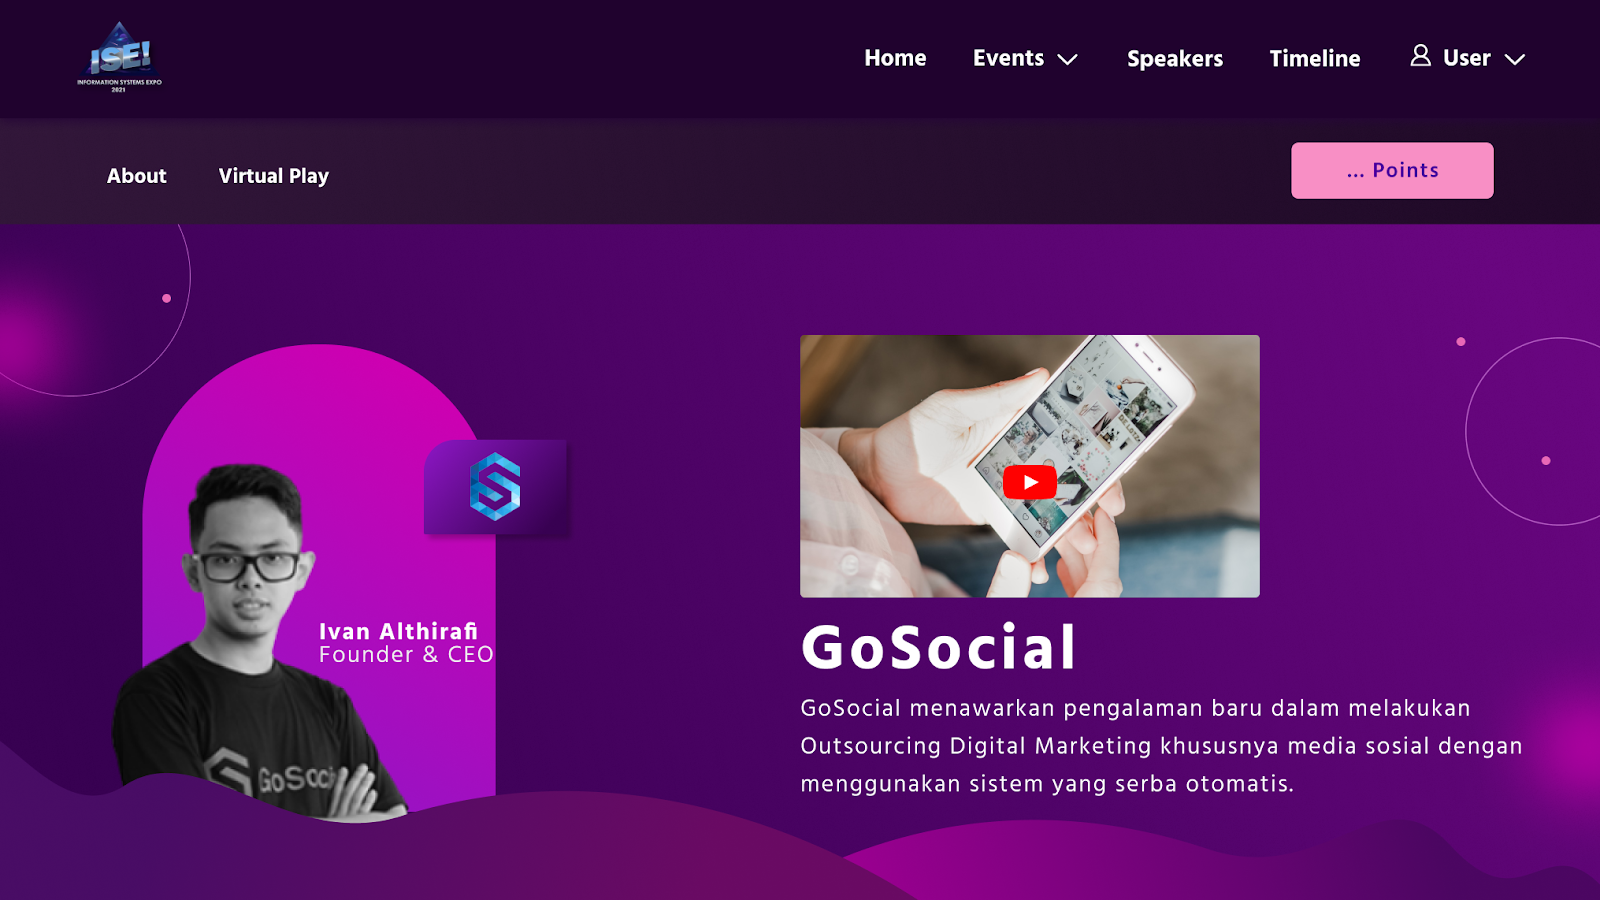 ISE!
INFORMATION SYSTEMS EXPO
2021
Home
Events
Speakers
Timeline
User
About
Virtual Play
... Points
Ivan Althirafi
Founder & CEO
GoSoci
GoSocial
GoSocial menawarkan pengalaman baru dalam melakukan
Outsourcing Digital Marketing khususnya media sosial dengan
menggunakan sistem yang serba otomatis.